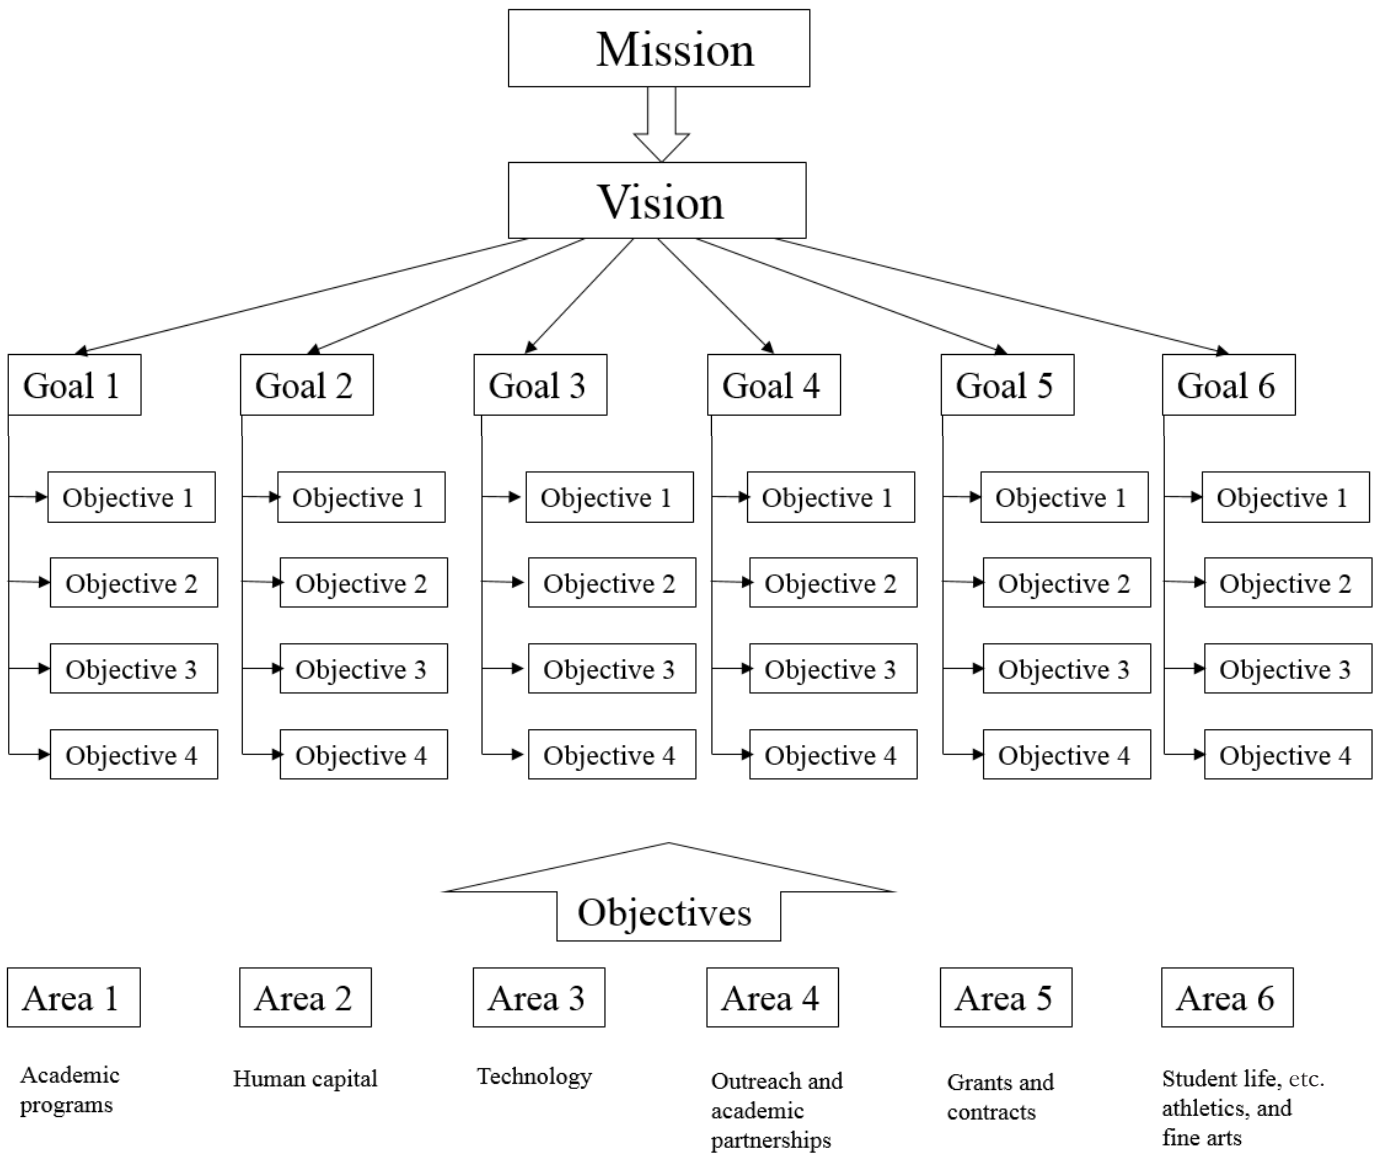 Mission
Vision
Goal 1
Goal 2
Goal 3
Goal 4
Goal 5
Goal 6
Objective 1
Objective 1
Objective 1
Objective 1
Objective 1
Objective 1
Objective 2
Objective 2
Objective 2
Objective 2
Objective 2
Objective 2
Objective 3
Objective 3
Objective 3
Objective 3
Objective 3
Objective 3
Objective 4
Objective 4
Objective 4
Objective 4
Objective 4
Objective 4
Objectives
Area 1
Area 2
Area 3
Area 4
Area 5
Area 6
Academic
programs
Human capital
Technology
Outreach and
academic
partnerships
Grants and
contracts
Student life, etc.
athletics, and
fine arts